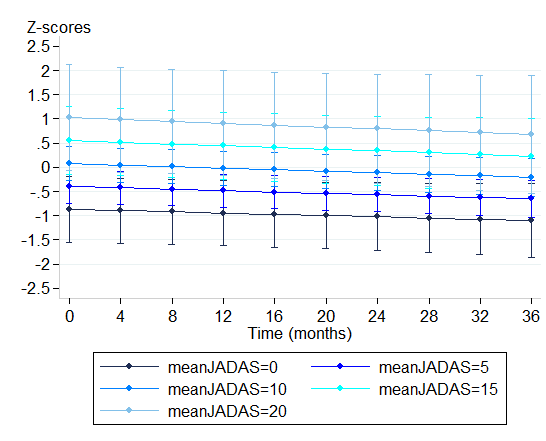 Z-scores
2.5
2
1.5
1
.5
0
-.5
-1
-1.5
-2
-2.5
0 4 8 12 16 20 24 28 32 36
Time (months)
meanJADAS=0 meanJADAS=5
meanJADAS=10 meanJADAS=15
meanJADAS=20